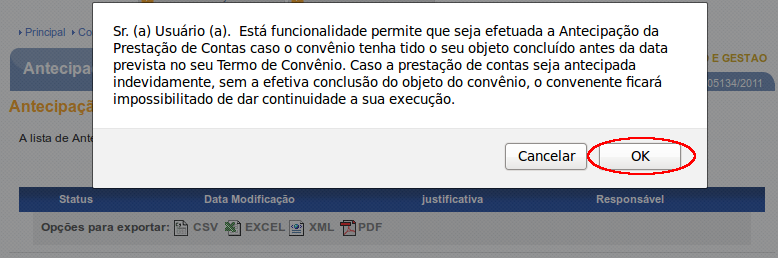 Principal Co
Sr. (a) Usuário (a).  Está funcionalidade permite que seja efetuada a Antecipação da
Prestação de Contas caso o convênio tenha tido o seu objeto concluído antes da data
prevista no seu Termo de Convênio. Caso a prestação de contas seja antecipada
indevidamente, sem a efetiva conclusão do objeto do convênio, o convenente ficará
impossibilitado de dar continuidade a sua execução.
O E GESTAO
Antecipaç
05134/2011
Antecipaçã
A lista de Ante
Cancelar OK
Status Data Modificação justificativa Responsável
Opções para exportar: CSV EXCEL XML PDF